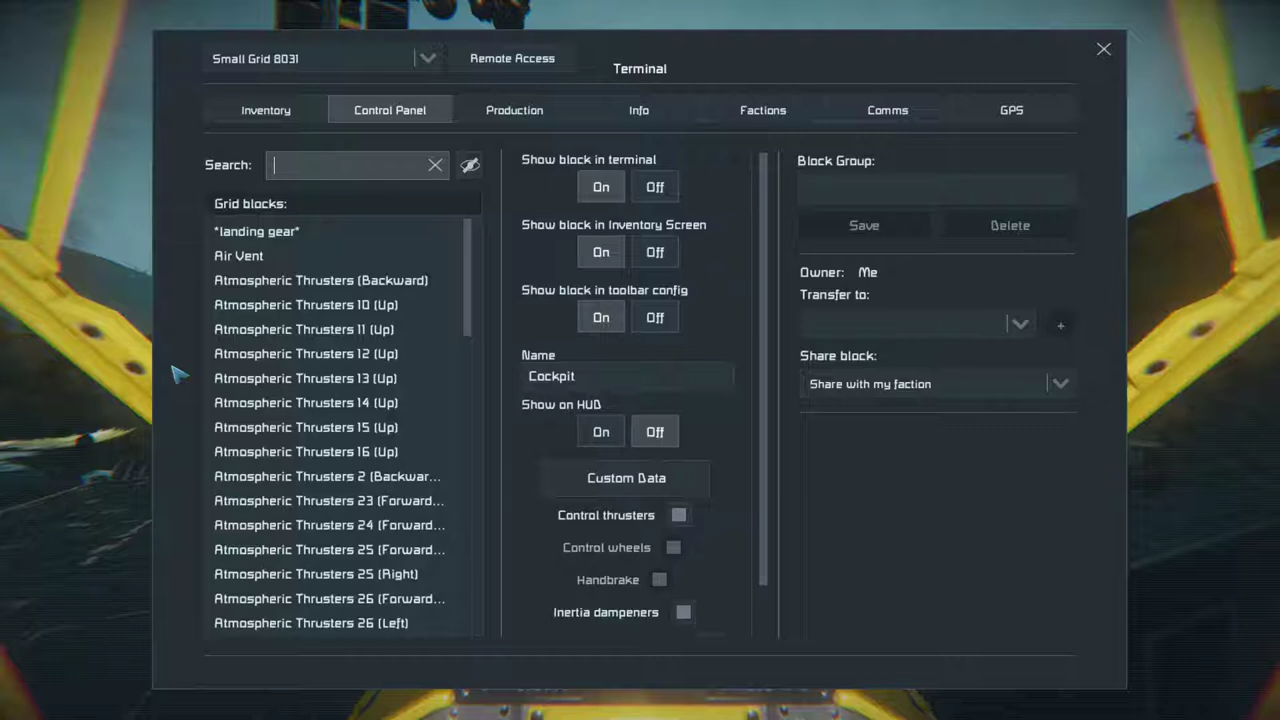 Small Grid 8031
Remote Access
Terminal
Inventory
Control Panel
Production
Info
Factions
Comms
GPS
Search:
Grid blocks:
*landing gear*
Air Vent
Atmospheric Thrusters (Backward)
Atmospheric Thrusters 10 (Up)
Atmospheric Thrusters 11 (Up)
Atmospheric Thrusters 12 (Up)
Atmospheric Thrusters 13 (Up)
Atmospheric Thrusters 14 (Up)
Atmospheric Thrusters 15 (Up)
Atmospheric Thrusters 16 (Up)
Atmospheric Thrusters 2 (Backwar...
Atmospheric Thrusters 23 (Forward...
Atmospheric Thrusters 24 (Forward...
Atmospheric Thrusters 25 (Forward...
Atmospheric Thrusters 25 (Right)
Atmospheric Thrusters 26 (Forward...
Atmospheric Thrusters 26 (Left)
Show block in terminal
On Off
Show block in Inventory Screen
On Off
Show block in toolbar config
On Off
Name
Cockpit
Show on HUD
On Off
Custom Data
Control thrusters
Control wheels
Handbrake
Inertia dampeners
Block Group:
Save Delete
Owner: Me
Transfer to:
+
Share block:
Share with my faction